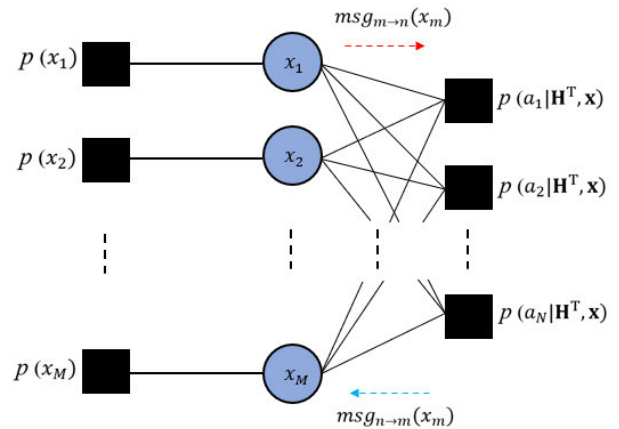 msg_{m→n}(x_m)
p (x_1)
x_1
p (a_1|𝐇^T, 𝐱)
p (x_2)
x_2
p (a_2|𝐇^T, 𝐱)
p (a_N|𝐇^T, 𝐱)
p (x_M)
x_M
msg_{n→m}(x_m)